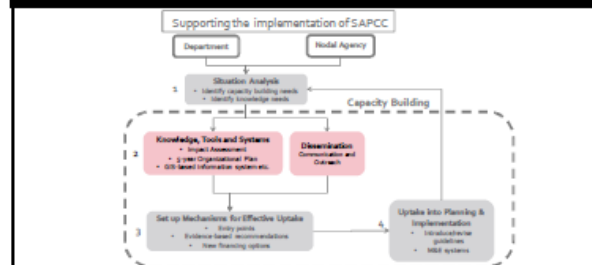 Supporting the implementation of SAPCC
Department
Nodal Agency
1
Situation Analysis
• Identify capacity building needs
• Identify knowledge needs
Capacity Building
2
Knowledge, Tools and Systems
• Impact Assessment
• 5-year Organizational Plan
• GIS-based information system etc.
Dissemination
Communication and
Outreach
3
Set up Mechanisms for Effective Uptake
• Entry points
• Evidence-based recommendations
• New financing options
4
Uptake into Planning &
Implementation
• Introduce/revise
guidelines
• M&E systems